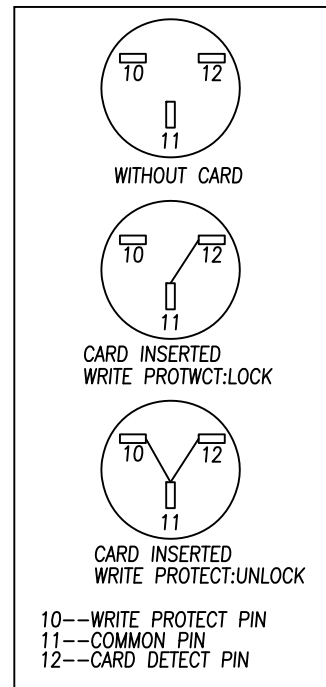 10 12
11
WITHOUT CARD
10 12
11
CARD INSERTED
WRITE PROTWCT:LOCK
10 12
11
CARD INSERTED
WRITE PROTECT:UNLOCK
10--WRITE PROTECT PIN
11--COMMON PIN
12--CARD DETECT PIN